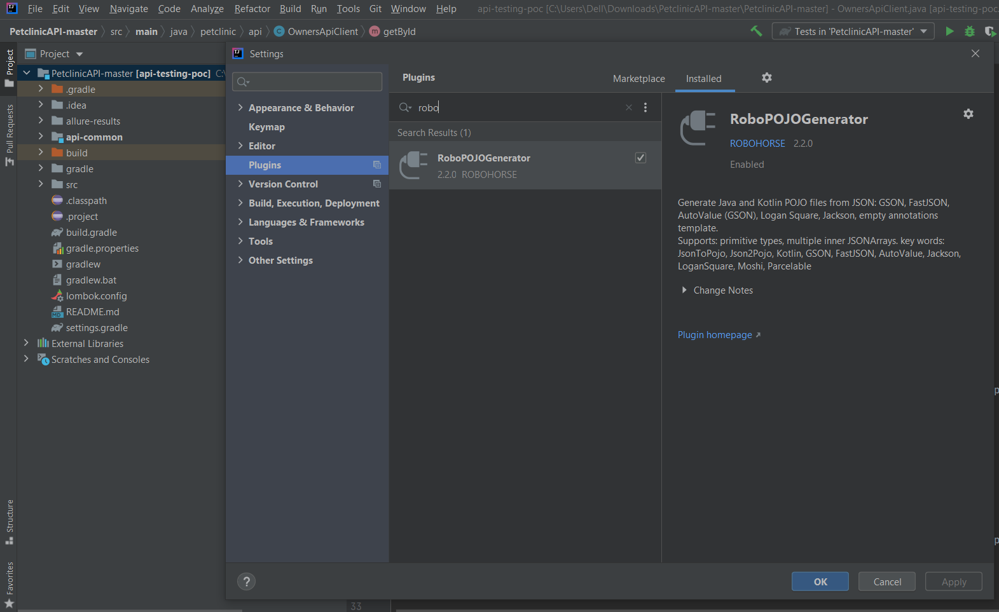 File Edit View Navigate Code Analyze Refactor Build Run Tools Git Window Help api-testing-poc [C:\Users\Dell\Downloads\PetclinicAPI-master\PetclinicAPI-master] - OwnersApiClient.java [api-testing-poc.
PetclinicAPI-master src main java petclinic api OwnersApiClient getById Tests in 'PetclinicAPI-master'
Project
Pull Requests
Structure
Favorites
Project
PetclinicAPI-master [api-testing-poc] C:\
.gradle
.idea
allure-results
api-common
build
gradle
src
.classpath
.project
build.gradle
gradle.properties
gradlew
gradlew.bat
lombok.config
README.md
settings.gradle
External Libraries
Scratches and Consoles
Settings
Appearance & Behavior
Keymap
Editor
Plugins
Version Control
Build, Execution, Deployment
Languages & Frameworks
Tools
Other Settings
Plugins Marketplace Installed
robo
Search Results (1)
RoboPOJOGenerator
2.2.0 ROBOHORSE
RoboPOJOGenerator
ROBOHORSE 2.2.0
Enabled
Generate Java and Kotlin POJO files from JSON: GSON, FastJSON,
AutoValue (GSON), Logan Square, Jackson, empty annotations
template.
Supports: primitive types, multiple inner JSONArrays. key words:
JsonToPojo, Json2Pojo, Kotlin, GSON, FastJSON, AutoValue, Jackson,
LoganSquare, Moshi, Parcelable
Change Notes
Plugin homepage
? OK Cancel Apply
33
p
p